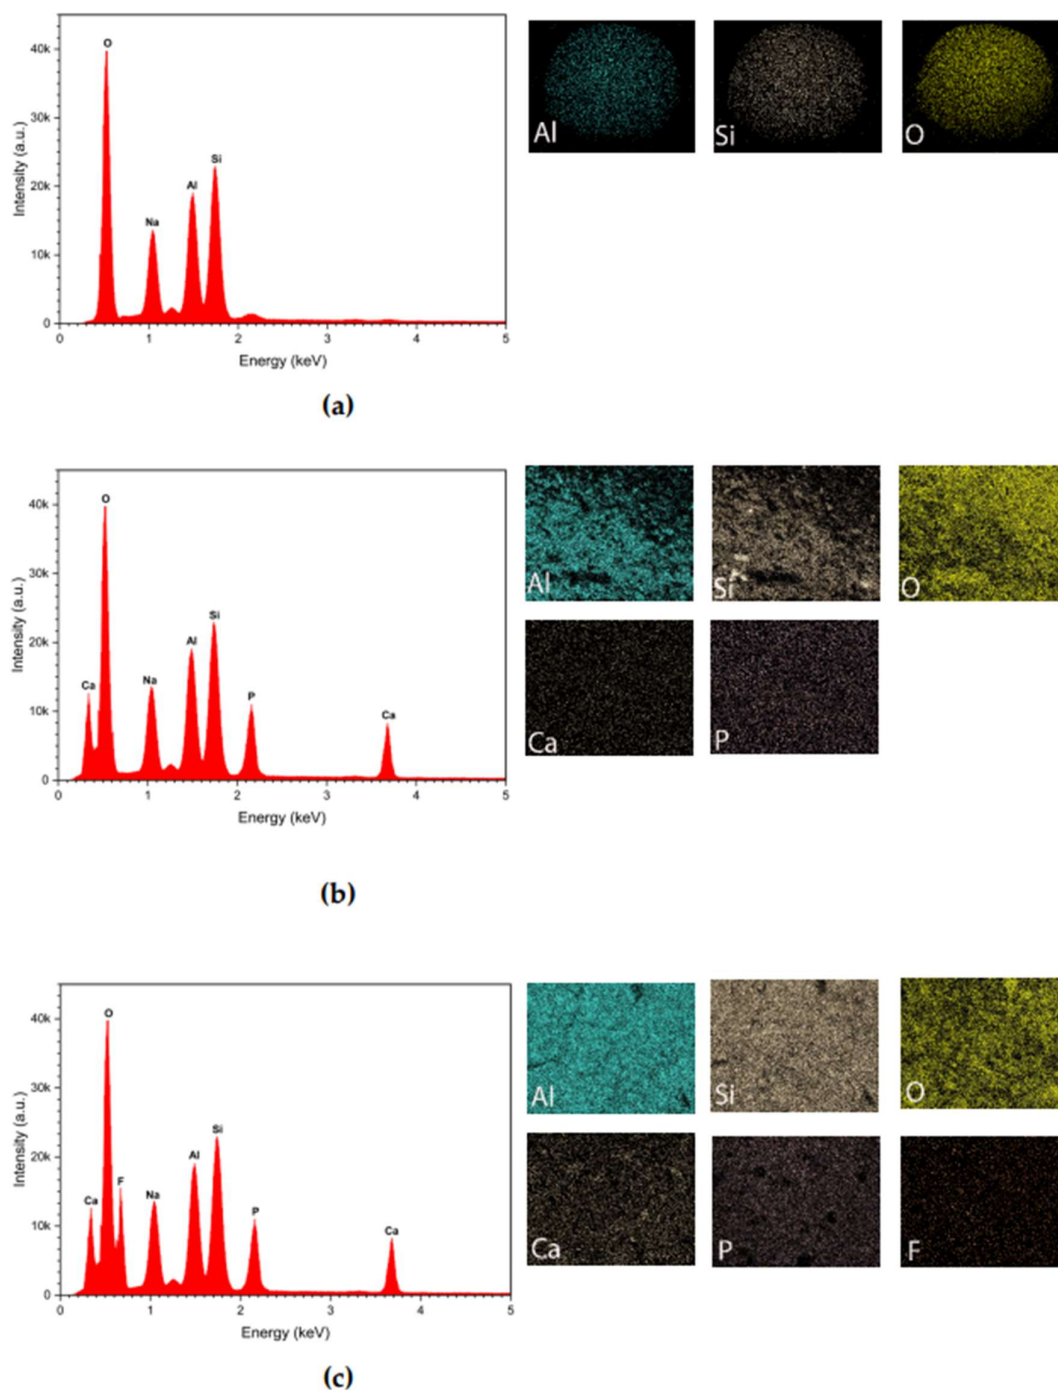 O
Na
Al
Si
40k
30k
20k
10k
0
Intensity (a.u.)
0 1 2 3 4 5
Energy (keV)
Al Si O
(a)
Ca
O
Na
Al
Si
P
Ca
40k
30k
20k
10k
0
Intensity (a.u.)
0 1 2 3 4 5
Energy (keV)
Al Si O
Ca P
(b)
Ca
O
F
Na
Al
Si
P
Ca
40k
30k
20k
10k
0
Intensity (a.u.)
0 1 2 3 4 5
Energy (keV)
Al Si O
Ca P F
(c)